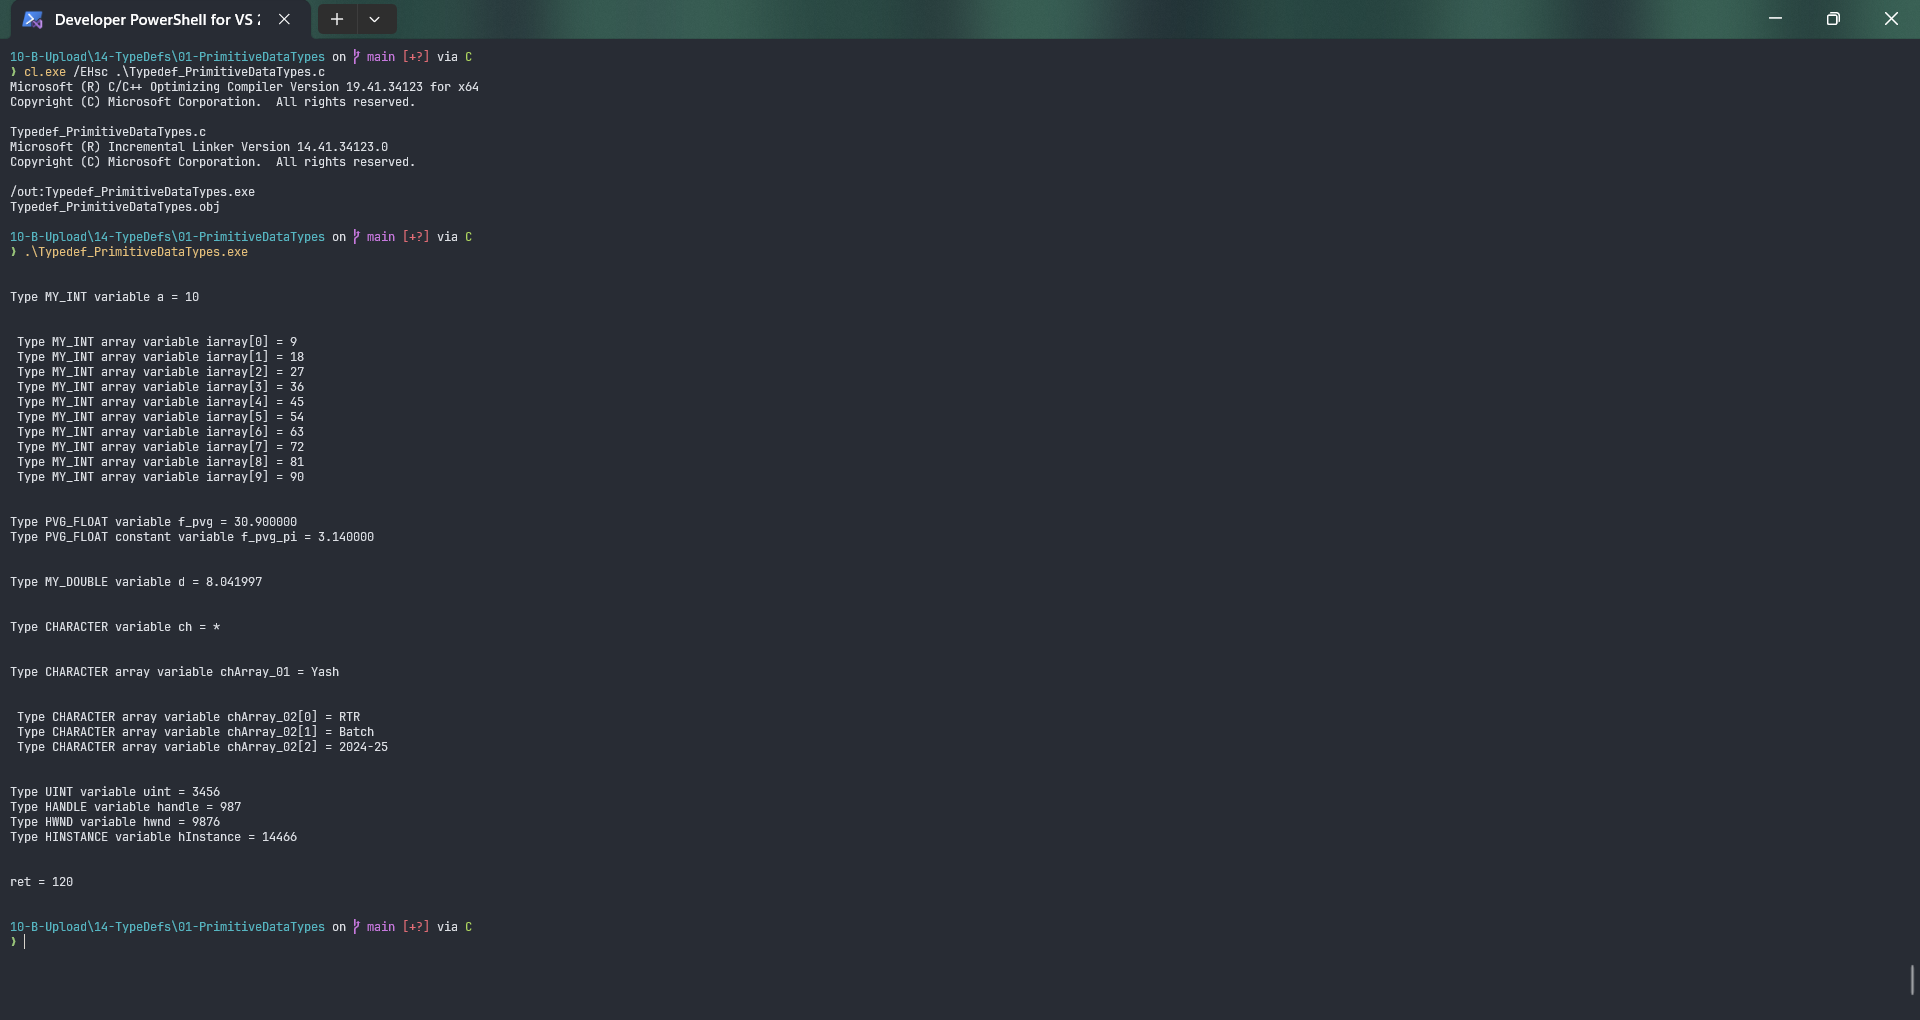 Developer PowerShell for VS 2
10-B-Upload\14-TypeDefs\01-PrimitiveDataTypes on main [+?] via C
❯ cl.exe /EHsc .\Typedef_PrimitiveDataTypes.c
Microsoft (R) C/C++ Optimizing Compiler Version 19.41.34123 for x64
Copyright (C) Microsoft Corporation.  All rights reserved.
Typedef_PrimitiveDataTypes.c
Microsoft (R) Incremental Linker Version 14.41.34123.0
Copyright (C) Microsoft Corporation.  All rights reserved.
/out:Typedef_PrimitiveDataTypes.exe
Typedef_PrimitiveDataTypes.obj
10-B-Upload\14-TypeDefs\01-PrimitiveDataTypes on main [+?] via C
❯ .\Typedef_PrimitiveDataTypes.exe
Type MY_INT variable a = 10
Type MY_INT array variable iarray[0] = 9
Type MY_INT array variable iarray[1] = 18
Type MY_INT array variable iarray[2] = 27
Type MY_INT array variable iarray[3] = 36
Type MY_INT array variable iarray[4] = 45
Type MY_INT array variable iarray[5] = 54
Type MY_INT array variable iarray[6] = 63
Type MY_INT array variable iarray[7] = 72
Type MY_INT array variable iarray[8] = 81
Type MY_INT array variable iarray[9] = 90
Type PVG_FLOAT variable f_pvg = 30.900000
Type PVG_FLOAT constant variable f_pvg_pi = 3.140000
Type MY_DOUBLE variable d = 8.041997
Type CHARACTER variable ch = *
Type CHARACTER array variable chArray_01 = Yash
Type CHARACTER array variable chArray_02[0] = RTR
Type CHARACTER array variable chArray_02[1] = Batch
Type CHARACTER array variable chArray_02[2] = 2024-25
Type UINT variable uint = 3456
Type HANDLE variable handle = 987
Type HWND variable hwnd = 9876
Type HINSTANCE variable hInstance = 14466
ret = 120
10-B-Upload\14-TypeDefs\01-PrimitiveDataTypes on main [+?] via C
❯